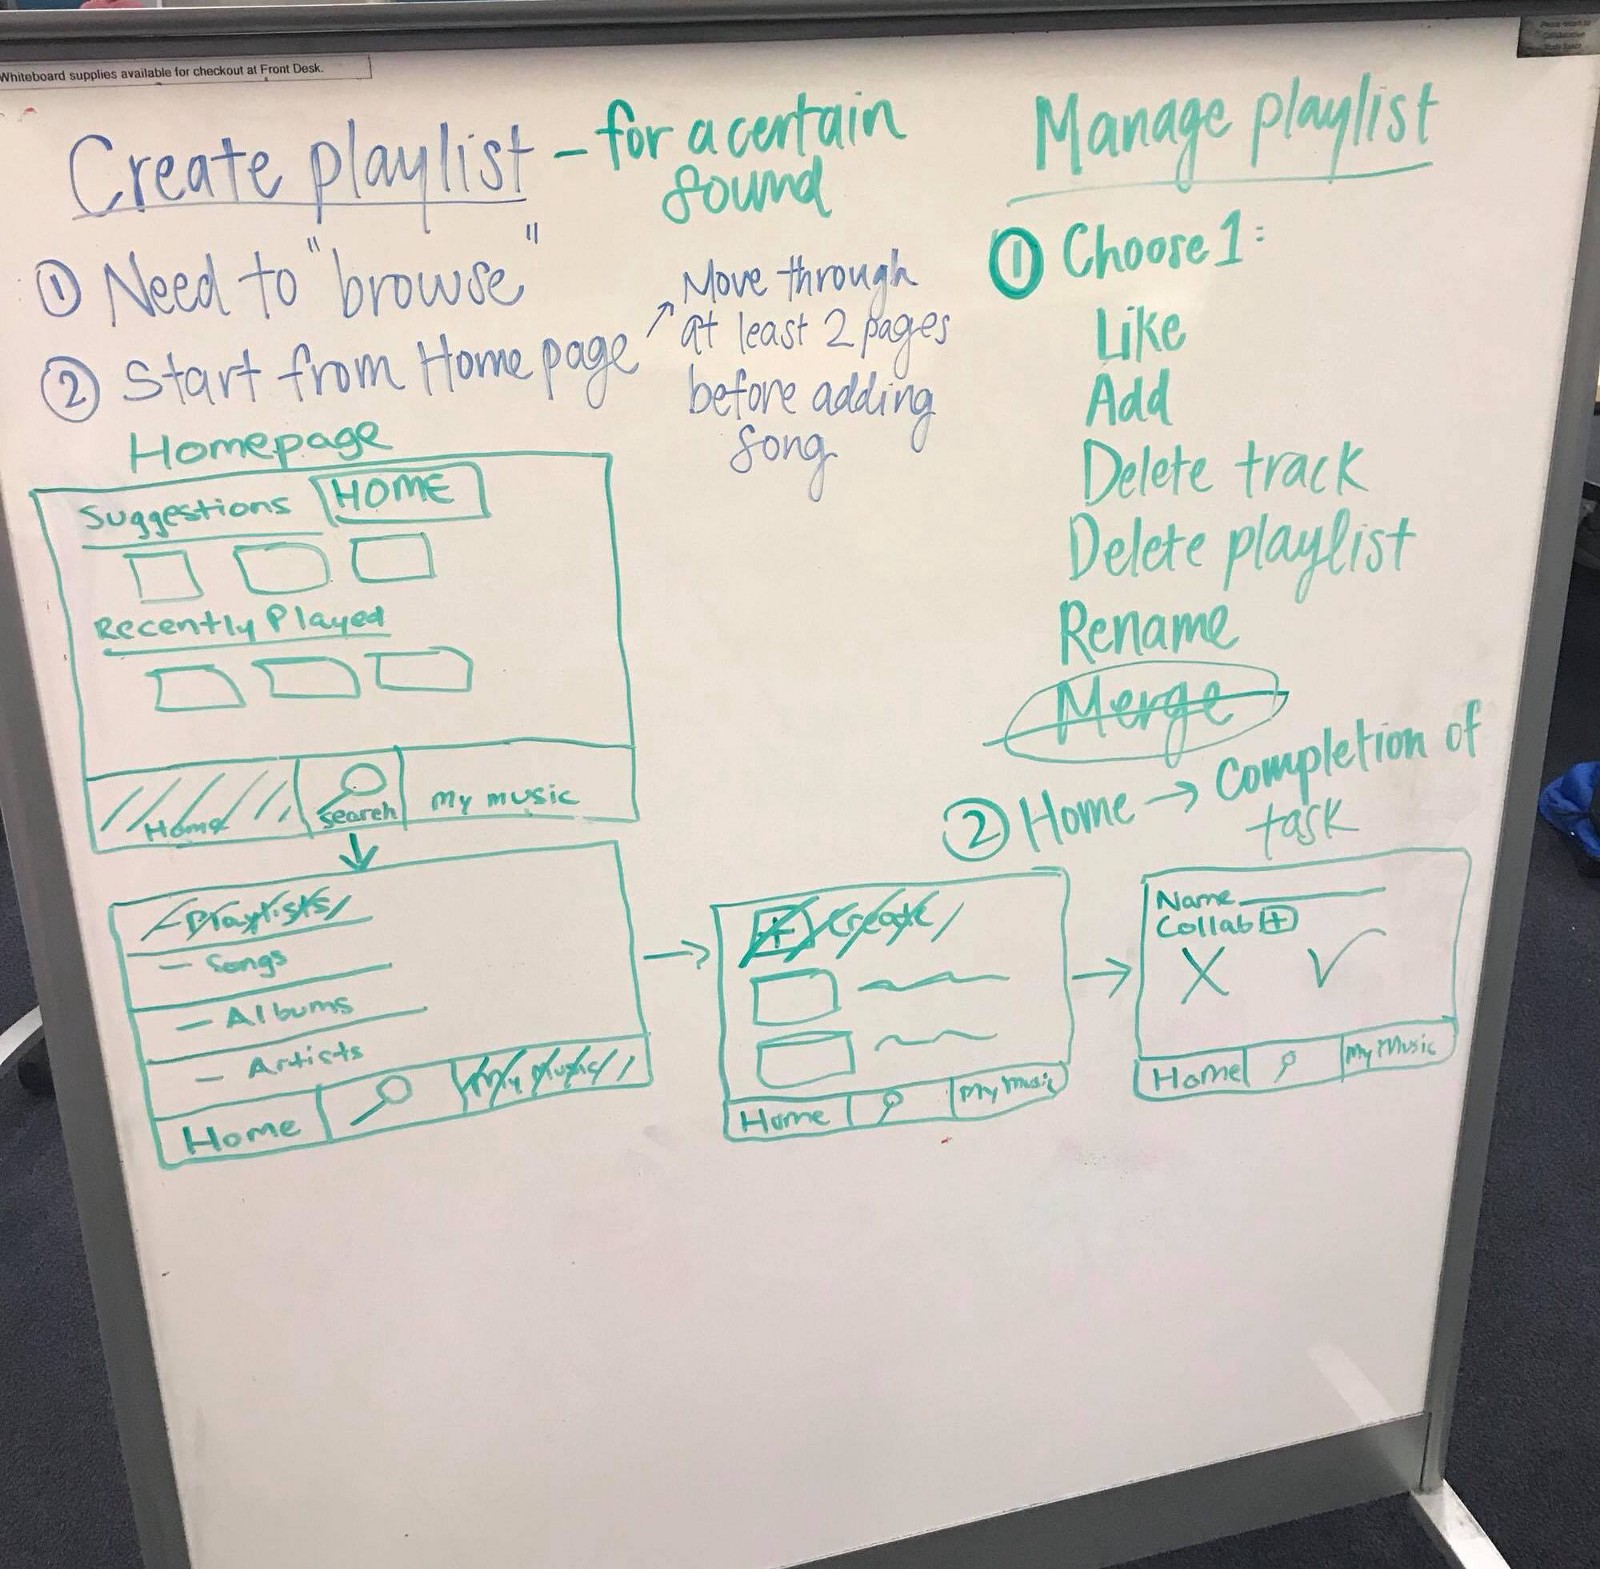 Whiteboard supplies available for checkout at Front Desk.
Create playlist - for a certain
sound
① Need to "browse"
② Start from Home page
Move through
at least 2 pages
before adding
song
Homepage
Suggestions HOME
Recently Played
Home search My music
Playlists
- Songs
- Albums
- Artists
Home My Music
+ Create
Home My Music
Name
Collab +
X ✓
Home My Music
Manage playlist
① Choose 1:
Like
Add
Delete track
Delete playlist
Rename
Merge
② Home → Completion of
task